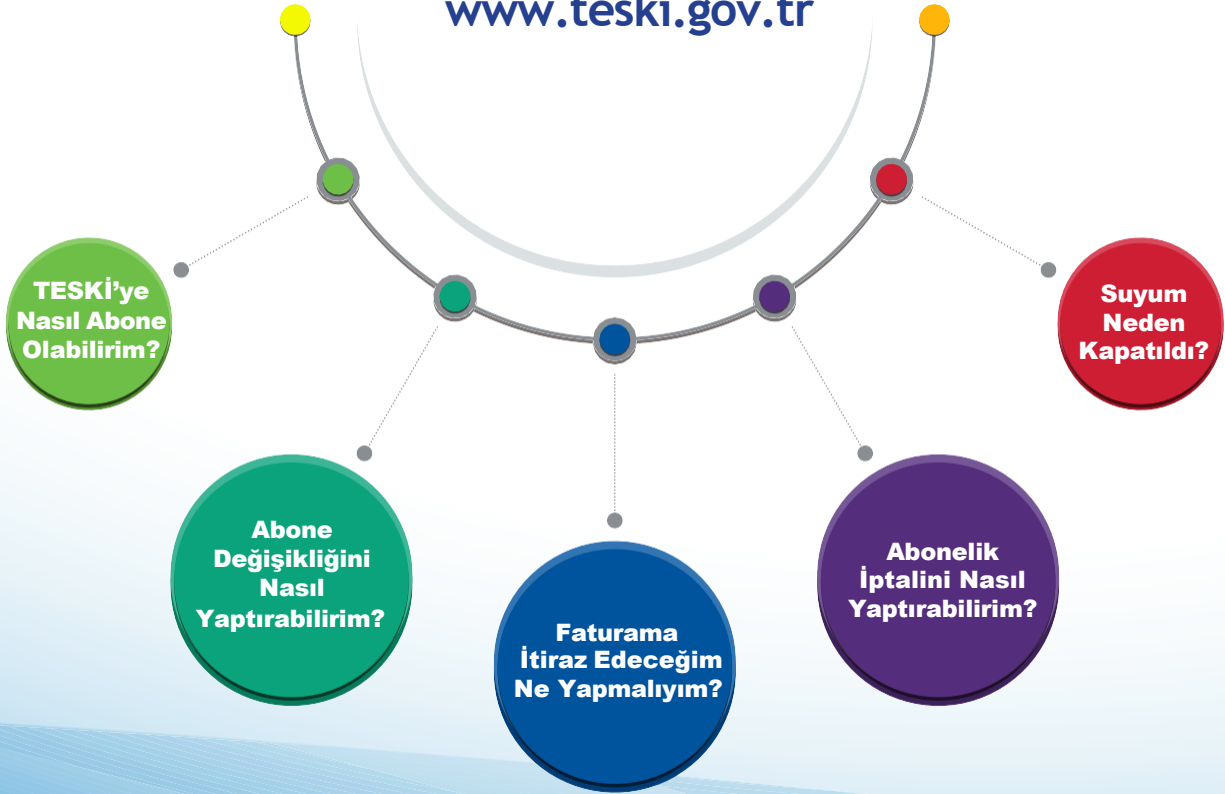 www.teski.gov.tr
TESKİ’ye
Nasıl Abone
Olabilirim?
Abone
Değişikliğini
Nasıl
Yaptırabilirim?
Faturama
İtiraz Edeceğim
Ne Yapmalıyım?
Abonelik
İptalini Nasıl
Yaptırabilirim?
Suyum
Neden
Kapatıldı?